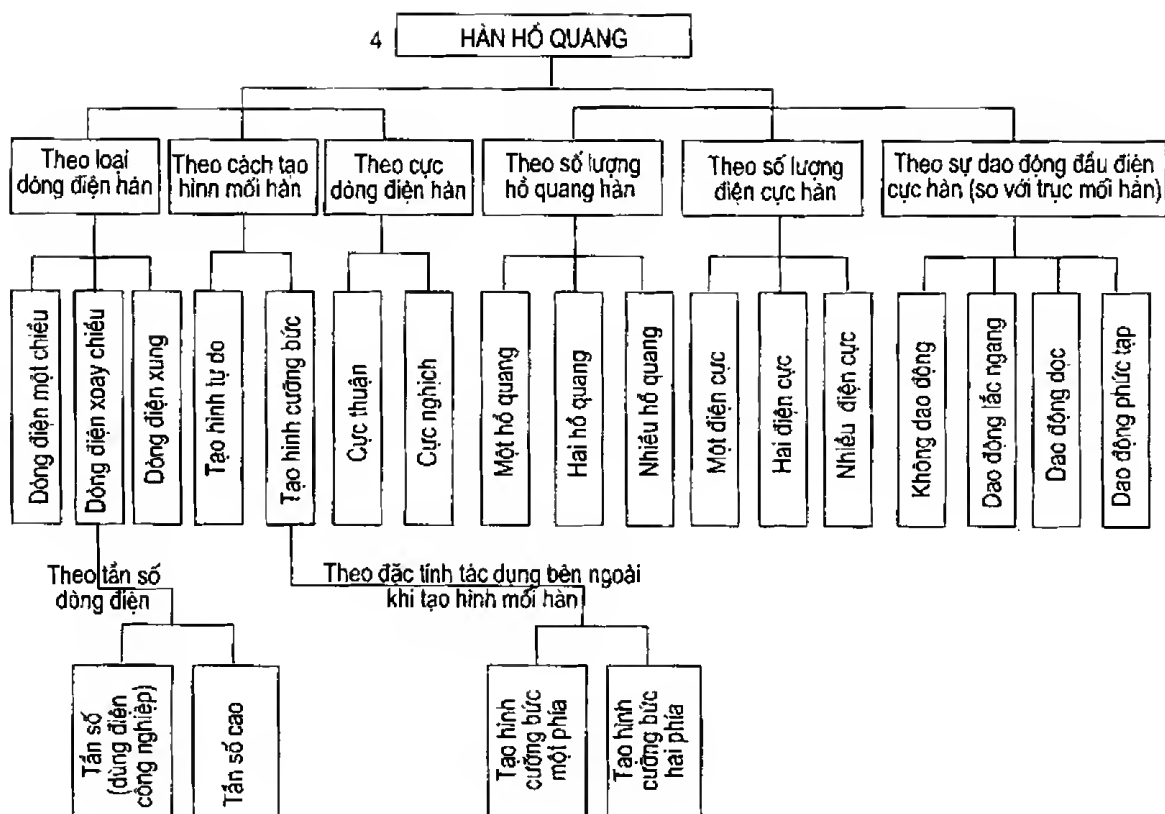 4 HÀN HỒ QUANG
Theo loại
dòng điện hàn
Theo cách tạo
hình mối hàn
Theo cực
dòng điện hàn
Theo số lượng
hồ quang hàn
Theo số lượng
điện cực hàn
Theo sự dao động đầu điện
cực hàn (so với trục mối hàn)
Dòng điện một chiều
Dòng điện xoay chiều
Dòng điện xung
Tạo hình tự do
Tạo hình cưỡng bức
Cực thuận
Cực nghịch
Một hồ quang
Hai hồ quang
Nhiều hồ quang
Một điện cực
Hai điện cực
Nhiều điện cực
Không dao động
Dao động lắc ngang
Dao động dọc
Dao động phức tạp
Theo tần số
dòng điện
Theo đặc tính tác dụng bên ngoài
khi tạo hình mối hàn
Tần số
(dùng điện
công nghiệp)
Tần số cao
Tạo hình
cưỡng bức
một phía
Tạo hình
cưỡng bức
hai phía